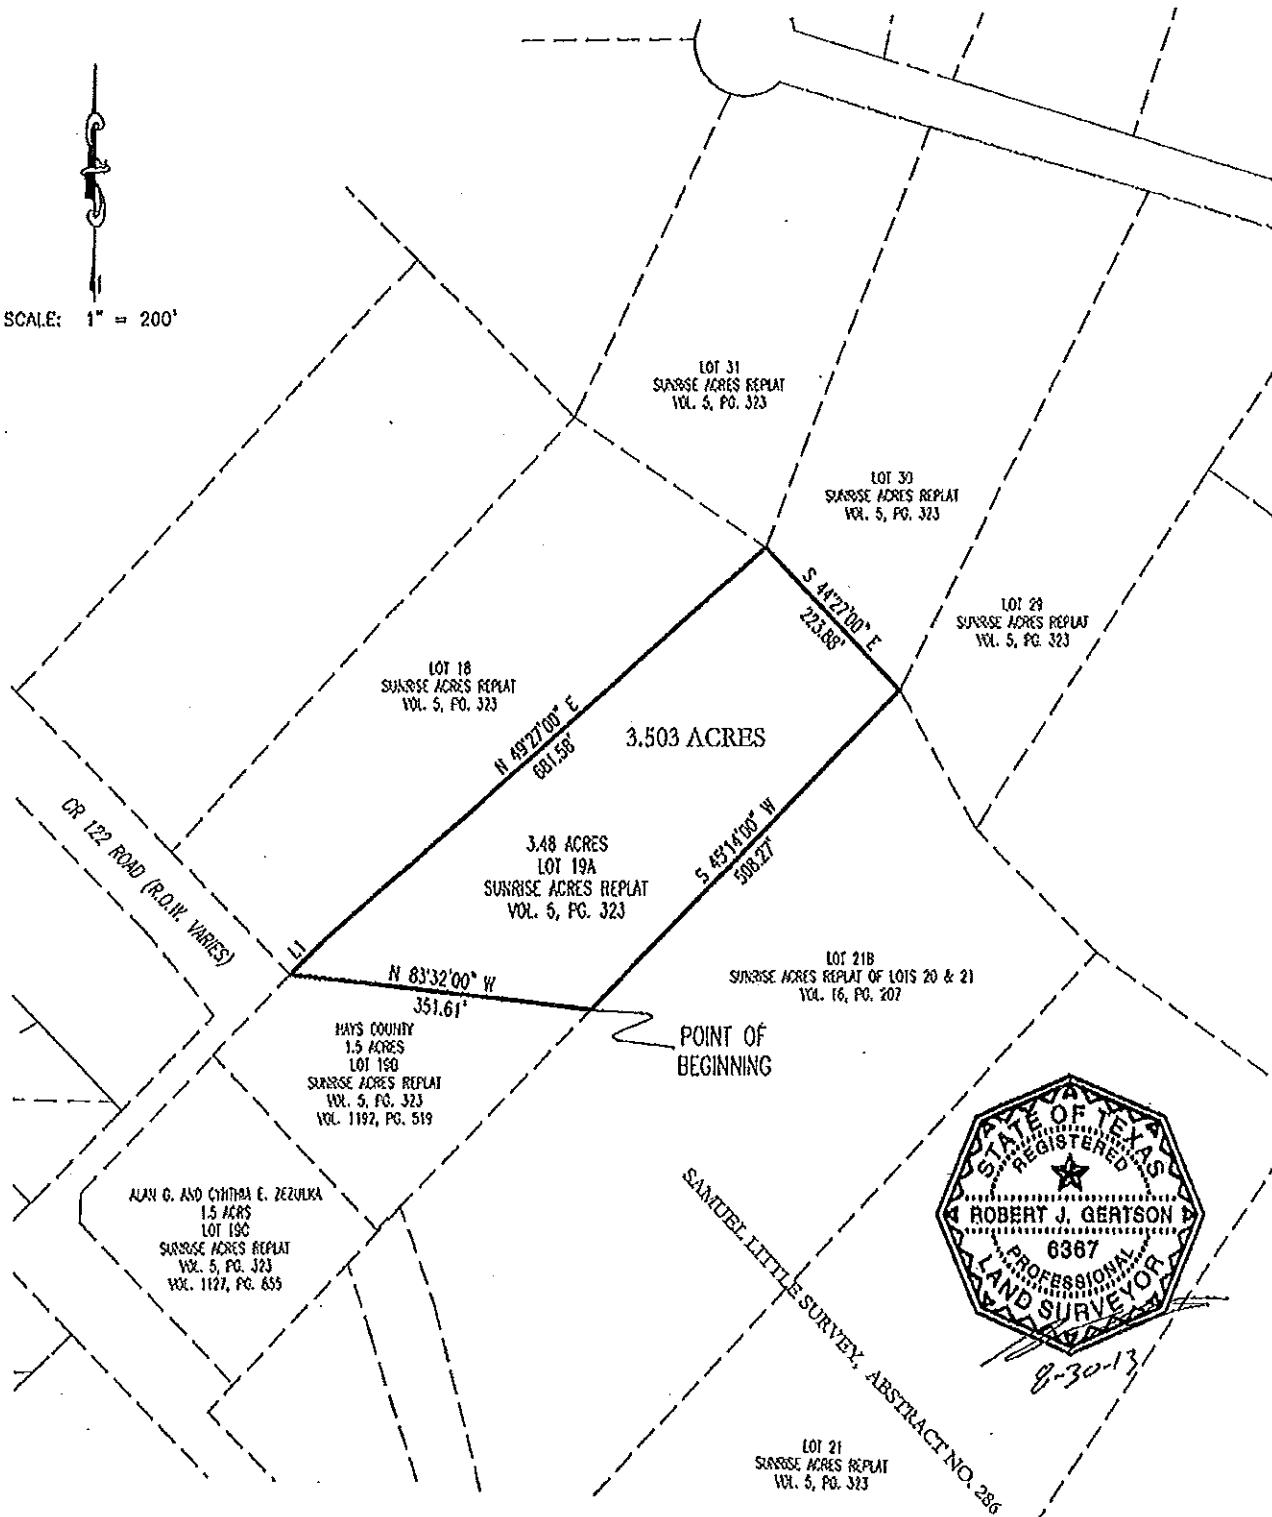 SCALE: 1" = 200'
LOT 31
SUNRISE ACRES REPLAT
VOL. 5, PG. 323
LOT 30
SUNRISE ACRES REPLAT
VOL. 5, PG. 323
LOT 29
SUNRISE ACRES REPLAT
VOL. 5, PG. 323
S 44°27'00" E
223.88'
LOT 18
SUNRISE ACRES REPLAT
VOL. 5, PG. 323
N 49°27'00" E
681.58'
3.503 ACRES
CR 122 ROAD (R.O.W. VARIES)
3.48 ACRES
LOT 19A
SUNRISE ACRES REPLAT
VOL. 5, PG. 323
S 45°14'00" W
508.27'
L1
N 83°32'00" W
351.61'
LOT 21B
SUNRISE ACRES REPLAT OF LOTS 20 & 21
VOL. 16, PG. 207
HAYS COUNTY
1.5 ACRES
LOT 19D
SUNRISE ACRES REPLAT
VOL. 5, PG. 323
VOL. 1192, PG. 519
POINT OF
BEGINNING
ALAN G. AND CYNTHIA E. ZEZULKA
1.5 ACRS
LOT 19C
SUNRISE ACRES REPLAT
VOL. 5, PG. 323
VOL. 1127, PG. 655
STATE OF TEXAS
REGISTERED
ROBERT J. GERTSON
6367
PROFESSIONAL
LAND SURVEYOR
8-30-13
SAMUEL LITTLE SURVEY, ABSTRACT NO. 286
LOT 21
SUNRISE ACRES REPLAT
VOL. 5, PG. 323